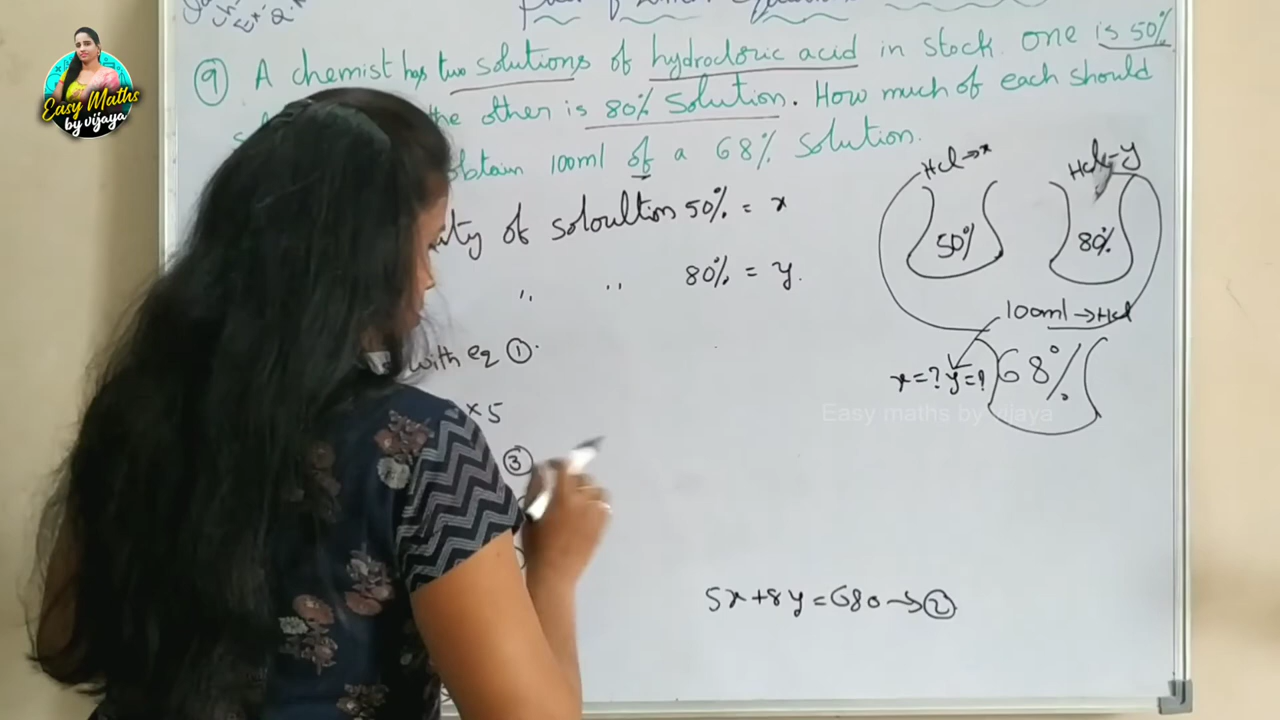 9 A chemist has two solutions of hydrocloric acid in stock. one is 50%
the other is 80% solution. How much of each should
obtain 100ml of a 68% solution.
of soloultion 50% = x
,, ,, 80% = y.
with eq ①.
×5
③
5x+8y=680→②
Hcl→x
Hcl-y
50%
80%
100ml→Hcl
x=? y=?
68%
Easy Maths
by vijaya
Easy maths by vijaya